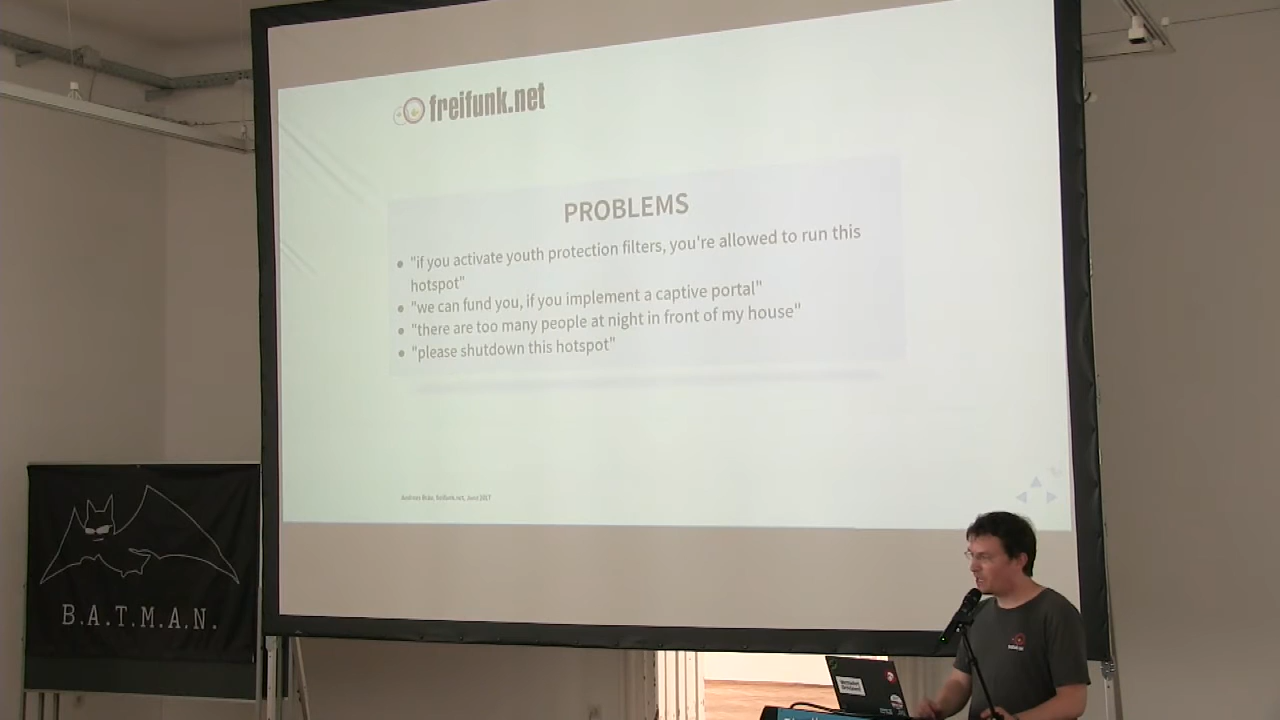 freifunk.net
PROBLEMS
"if you activate youth protection filters, you're allowed to run this
hotspot"
"we can fund you, if you implement a captive portal"
"there are too many people at night in front of my house"
"please shutdown this hotspot"
freifunk.net, June 2017
B.A.T.M.A.N.